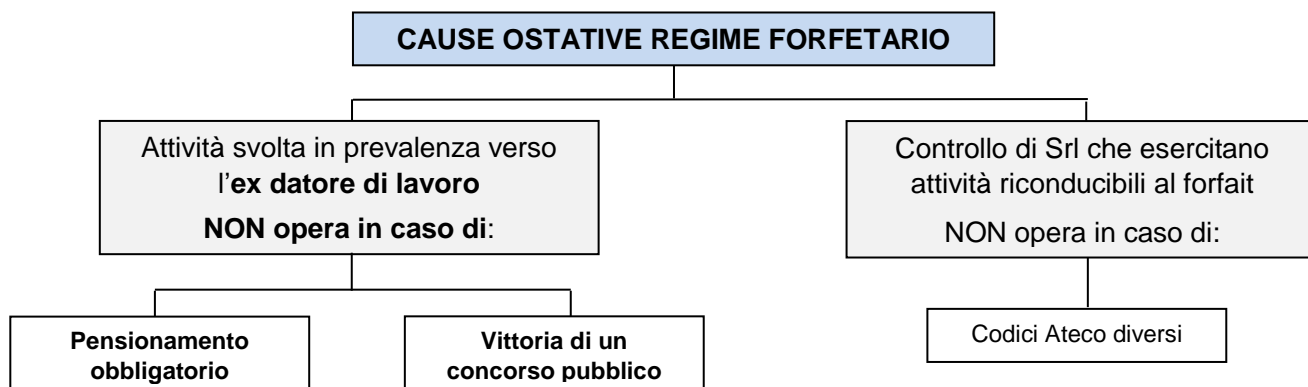 CAUSE OSTATIVE REGIME FORFETARIO
Attività svolta in prevalenza verso
l'ex datore di lavoro
NON opera in caso di:
Controllo di Srl che esercitano
attività riconducibili al forfait
NON opera in caso di:
Pensionamento
obbligatorio
Vittoria di un
concorso pubblico
Codici Ateco diversi